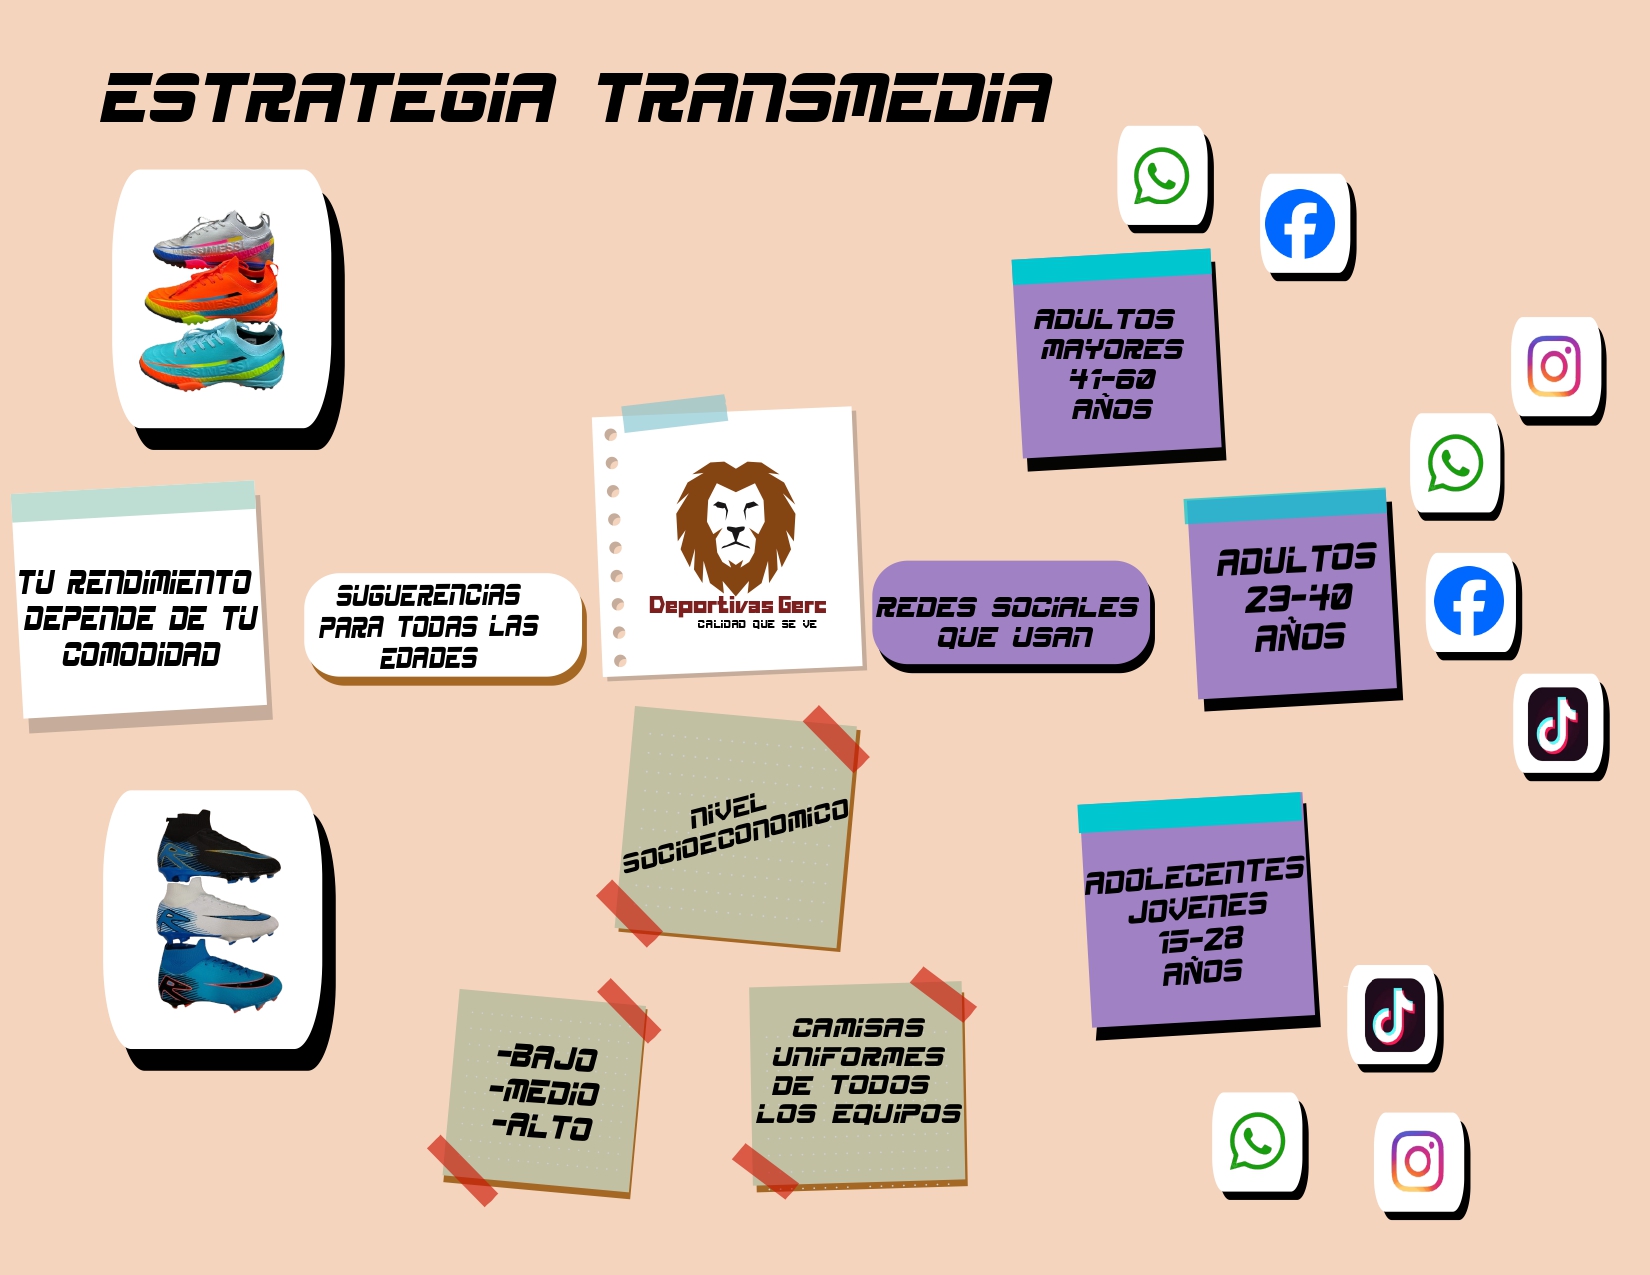 ESTRATEGIA TRANSMEDIA
TU RENDIMIENTO
DEPENDE DE TU
COMODIDAD
SUGUERENCIAS
PARA TODAS LAS
EDADES
Deportivas Gerc
CALIDAD QUE SE VE
REDES SOCIALES
QUE USAN
ADULTOS
MAYORES
41-60
AÑOS
ADULTOS
23-40
AÑOS
ADOLECENTES
JOVENES
15-28
AÑOS
NIVEL
SOCIOECONOMICO
-BAJO
-MEDIO
-ALTO
CAMISAS
UNIFORMES
DE TODOS
LOS EQUIPOS